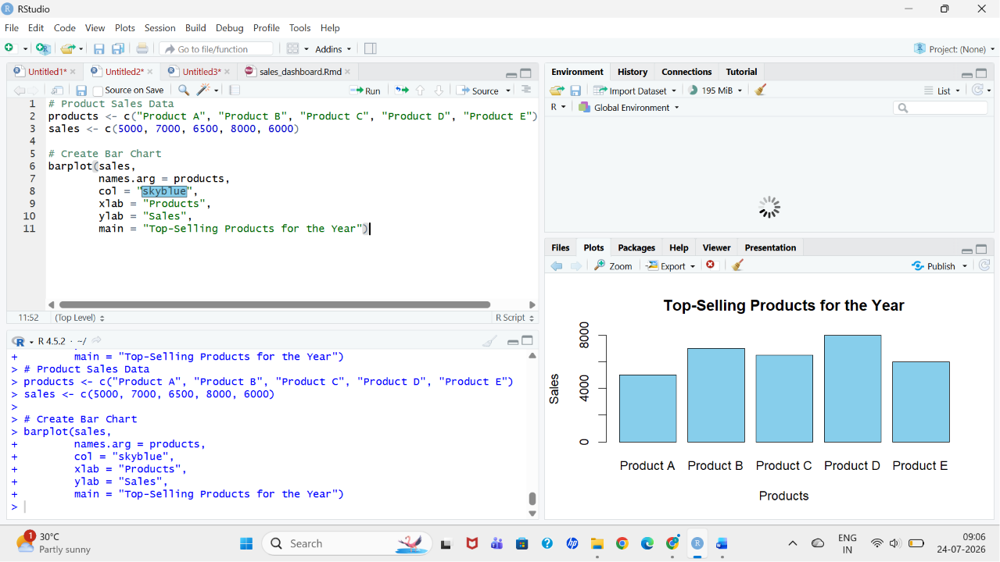 RStudio
File Edit Code View Plots Session Build Debug Profile Tools Help
Go to file/function Addins Project: (None)
Untitled1* Untitled2* Untitled3* sales_dashboard.Rmd
Source on Save Run Source
1 # Product Sales Data
2 products <- c("Product A", "Product B", "Product C", "Product D", "Product E")
3 sales <- c(5000, 7000, 6500, 8000, 6000)
4
5 # Create Bar Chart
6 barplot(sales,
7 names.arg = products,
8 col = "skyblue",
9 xlab = "Products",
10 ylab = "Sales",
11 main = "Top-Selling Products for the Year")
11:52 (Top Level) R Script
R 4.5.2 · ~/
+ main = "Top-Selling Products for the Year")
> # Product Sales Data
> products <- c("Product A", "Product B", "Product C", "Product D", "Product E")
> sales <- c(5000, 7000, 6500, 8000, 6000)
>
> # Create Bar Chart
> barplot(sales,
+ names.arg = products,
+ col = "skyblue",
+ xlab = "Products",
+ ylab = "Sales",
+ main = "Top-Selling Products for the Year")
>
Environment History Connections Tutorial
Import Dataset 195 MiB List
R Global Environment
Files Plots Packages Help Viewer Presentation
Zoom Export Publish
Top-Selling Products for the Year
Sales
8000
4000
0
Product A Product B Product C Product D Product E
Products
1 30°C
Partly sunny
Search
ENG
IN
09:06
24-07-2026